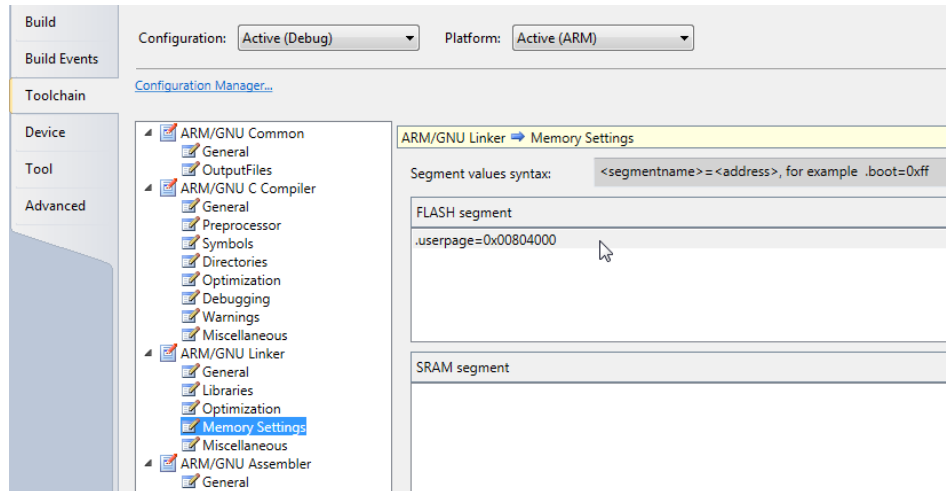 Build
Build Events
Toolchain
Device
Tool
Advanced
Configuration: Active (Debug) Platform: Active (ARM)
Configuration Manager...
ARM/GNU Common
General
OutputFiles
ARM/GNU C Compiler
General
Preprocessor
Symbols
Directories
Optimization
Debugging
Warnings
Miscellaneous
ARM/GNU Linker
General
Libraries
Optimization
Memory Settings
Miscellaneous
ARM/GNU Assembler
General
ARM/GNU Linker ⇒ Memory Settings
Segment values syntax: <segmentname>=<address>, for example .boot=0xff
FLASH segment
.userpage=0x00804000
SRAM segment